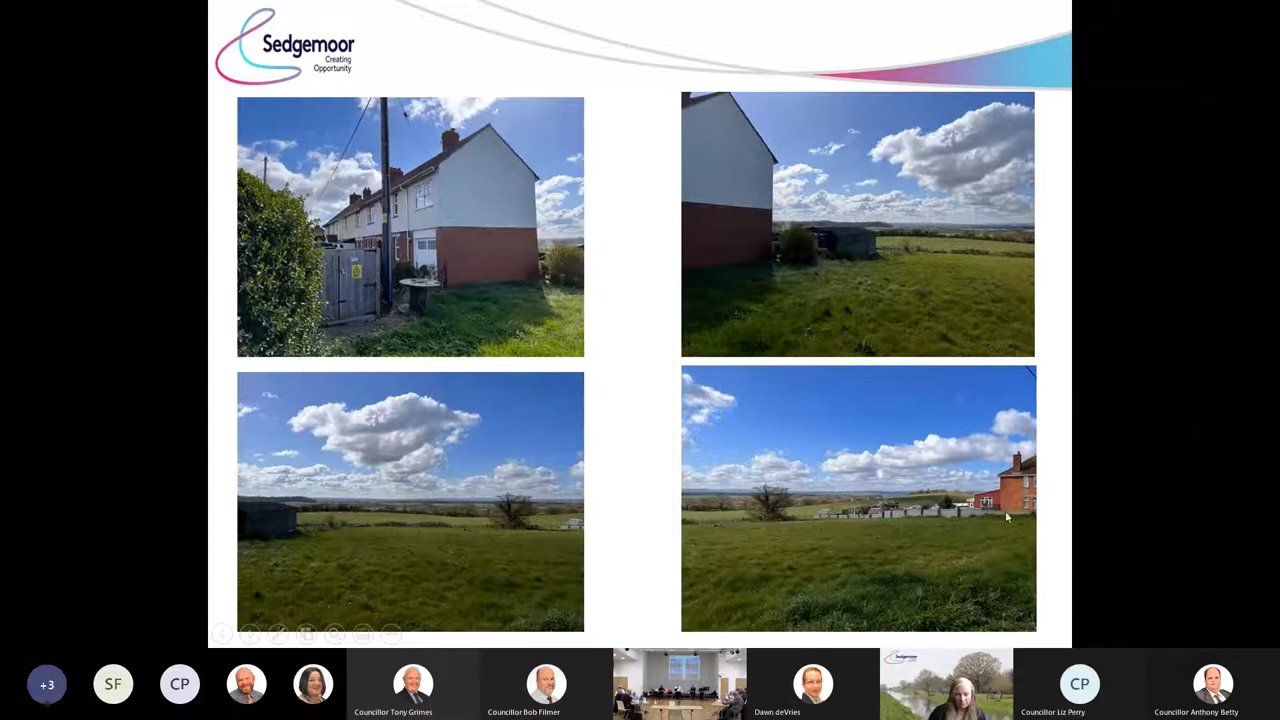 Sedgemoor
Creating
Opportunity
+3
SF
CP
Councillor Tony Grimes
Councillor Bob Filmer
Dawn deVries
Sedgemoor
CP
Councillor Liz Perry
Councillor Anthony Betty